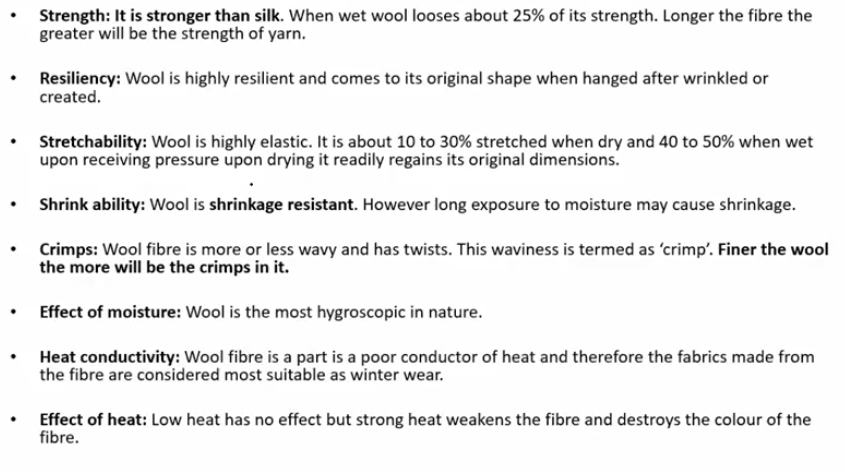 • Strength: It is stronger than silk. When wet wool looses about 25% of its strength. Longer the fibre the
greater will be the strength of yarn.
• Resiliency: Wool is highly resilient and comes to its original shape when hanged after wrinkled or
created.
• Stretchability: Wool is highly elastic. It is about 10 to 30% stretched when dry and 40 to 50% when wet
upon receiving pressure upon drying it readily regains its original dimensions.
• Shrink ability: Wool is shrinkage resistant. However long exposure to moisture may cause shrinkage.
• Crimps: Wool fibre is more or less wavy and has twists. This waviness is termed as ‘crimp’. Finer the wool
the more will be the crimps in it.
• Effect of moisture: Wool is the most hygroscopic in nature.
• Heat conductivity: Wool fibre is a part is a poor conductor of heat and therefore the fabrics made from
the fibre are considered most suitable as winter wear.
• Effect of heat: Low heat has no effect but strong heat weakens the fibre and destroys the colour of the
fibre.